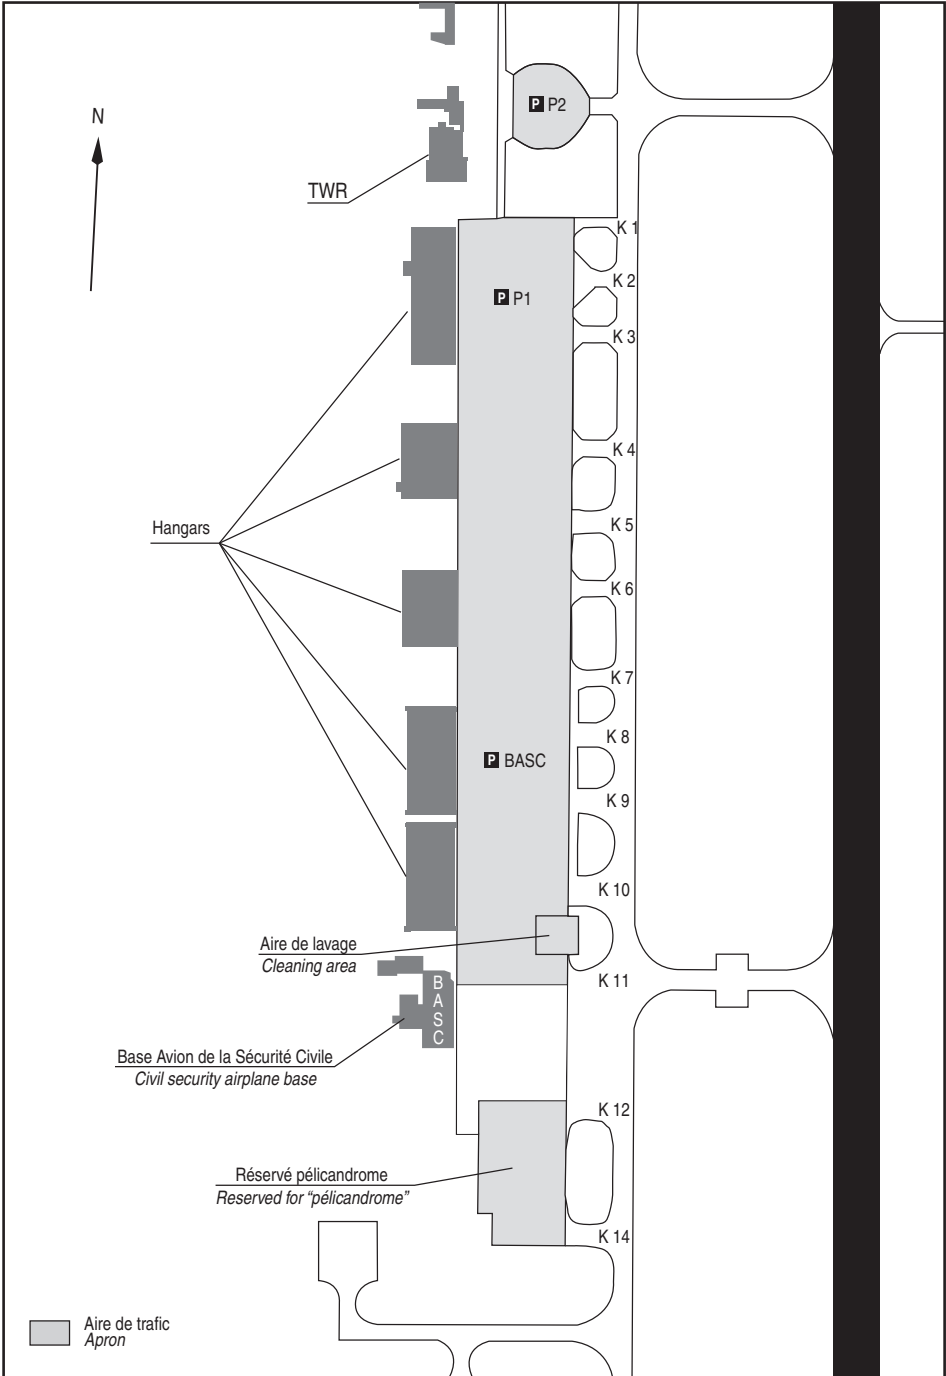 P P2
N
TWR
K 1
K 2
P P1
K 3
K 4
Hangars
K 5
K 6
K 7
K 8
P BASC
K 9
K 10
Aire de lavage
Cleaning area
K 11
BASC
Base Avion de la Sécurité Civile
Civil security airplane base
K 12
Réservé pélicandrome
Reserved for “pélicandrome”
K 14
Aire de trafic
Apron